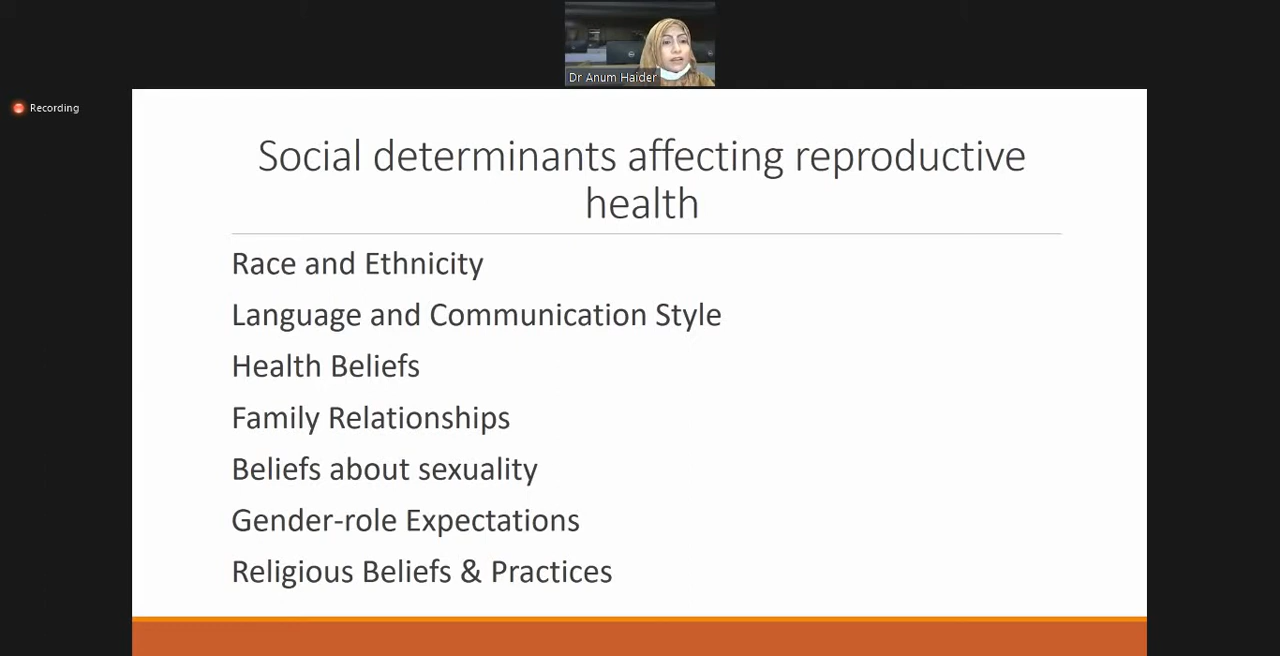 Dr Anum Haider
Recording
Social determinants affecting reproductive
health
Race and Ethnicity
Language and Communication Style
Health Beliefs
Family Relationships
Beliefs about sexuality
Gender-role Expectations
Religious Beliefs & Practices